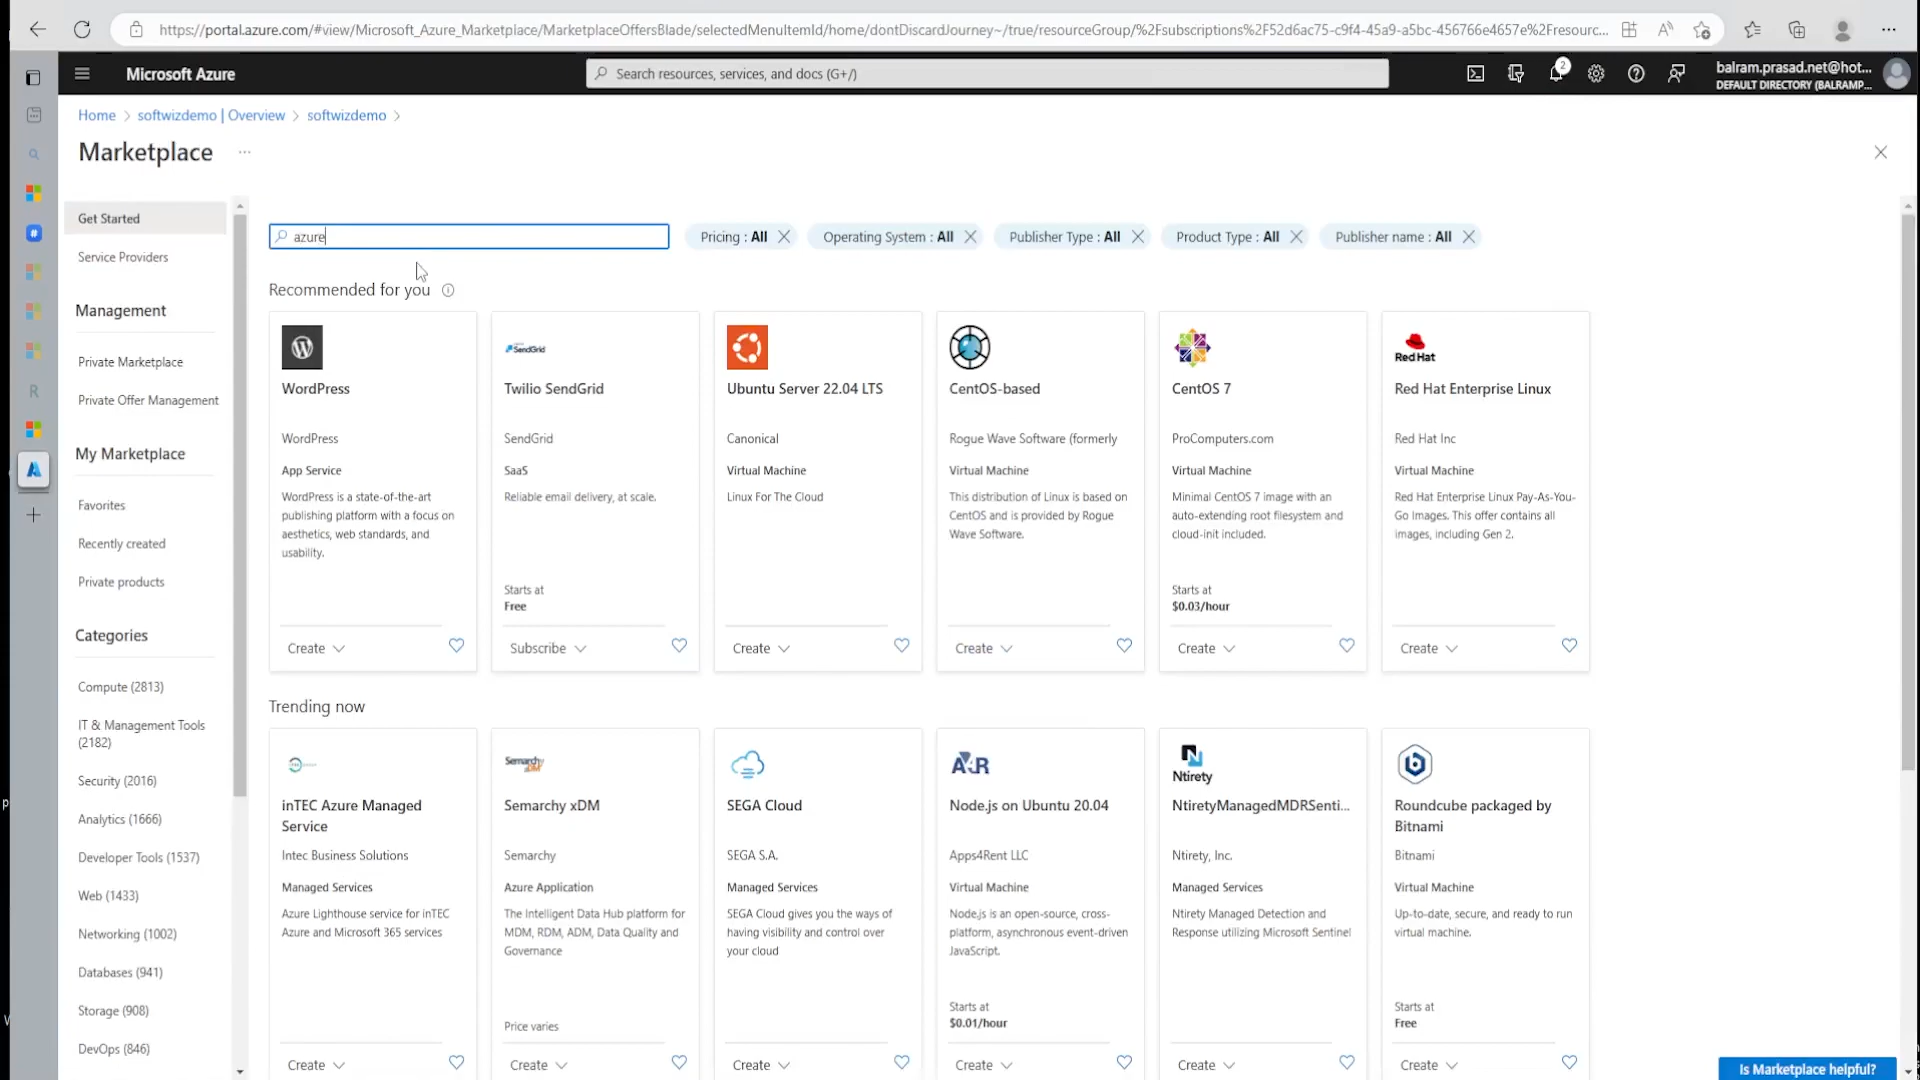 https://portal.azure.com/#view/Microsoft_Azure_Marketplace/MarketplaceOffersBlade/selectedMenuItemId/home/dontDiscardJourney~/true/resourceGroup/%2Fsubscriptions%2F52d6ac75-c9f4-45a9-a5bc-456766e4657e%2Fresourc...
Microsoft Azure
Search resources, services, and docs (G+/)
2
balram.prasad.net@hot...
DEFAULT DIRECTORY (BALRAMP...
Home > softwizdemo | Overview > softwizdemo >
Marketplace ...
Get Started
Service Providers
Management
Private Marketplace
Private Offer Management
My Marketplace
Favorites
Recently created
Private products
Categories
Compute (2813)
IT & Management Tools
(2182)
Security (2016)
Analytics (1666)
Developer Tools (1537)
Web (1433)
Networking (1002)
Databases (941)
Storage (908)
DevOps (846)
azure
Pricing : All
Operating System : All
Publisher Type : All
Product Type : All
Publisher name : All
Recommended for you
WordPress
WordPress
App Service
WordPress is a state-of-the-art
publishing platform with a focus on
aesthetics, web standards, and
usability.
Create
SendGrid
Twilio SendGrid
SendGrid
SaaS
Reliable email delivery, at scale.
Starts at
Free
Subscribe
Ubuntu Server 22.04 LTS
Canonical
Virtual Machine
Linux For The Cloud
Create
CentOS-based
Rogue Wave Software (formerly
Virtual Machine
This distribution of Linux is based on
CentOS and is provided by Rogue
Wave Software.
Create
CentOS 7
ProComputers.com
Virtual Machine
Minimal CentOS 7 image with an
auto-extending root filesystem and
cloud-init included.
Starts at
$0.03/hour
Create
Red Hat
Red Hat Enterprise Linux
Red Hat Inc
Virtual Machine
Red Hat Enterprise Linux Pay-As-You-
Go Images. This offer contains all
images, including Gen 2.
Create
Trending now
inTEC Azure Managed
Service
Intec Business Solutions
Managed Services
Azure Lighthouse service for inTEC
Azure and Microsoft 365 services
Create
Semarchy
xDM
Semarchy xDM
Semarchy
Azure Application
The Intelligent Data Hub platform for
MDM, RDM, ADM, Data Quality and
Governance
Price varies
Create
SEGA Cloud
SEGA S.A.
Managed Services
SEGA Cloud gives you the ways of
having visibility and control over
your cloud
Create
A4R
Node.js on Ubuntu 20.04
Apps4Rent LLC
Virtual Machine
Node.js is an open-source, cross-
platform, asynchronous event-driven
JavaScript.
Starts at
$0.01/hour
Create
Ntirety
NtiretyManagedMDRSenti...
Ntirety, Inc.
Managed Services
Ntirety Managed Detection and
Response utilizing Microsoft Sentinel
Create
Roundcube packaged by
Bitnami
Bitnami
Virtual Machine
Up-to-date, secure, and ready to run
virtual machine.
Starts at
Free
Create
Is Marketplace helpful?